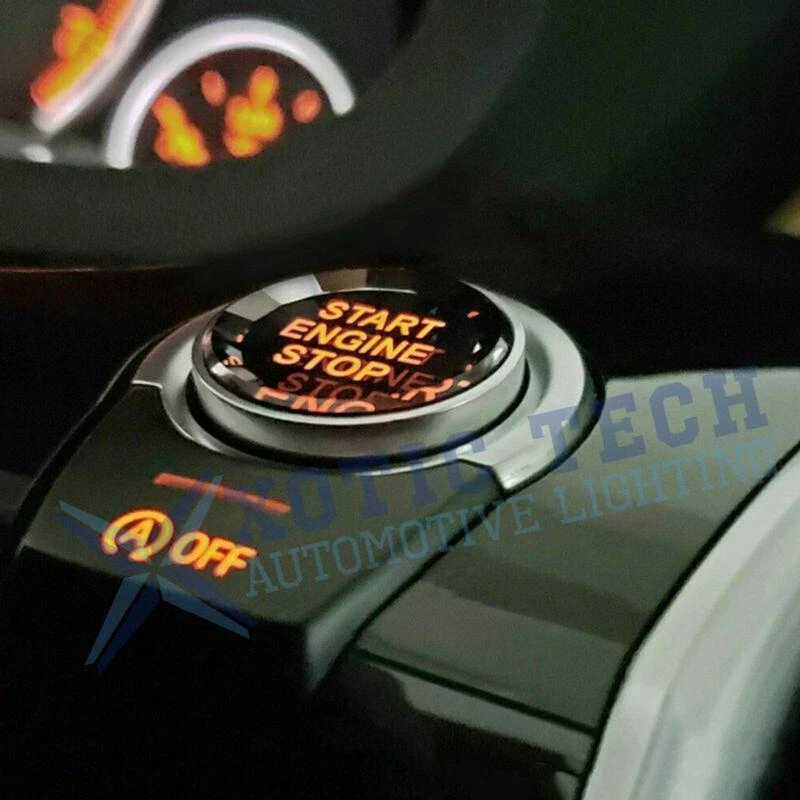 START
ENGINE
STOP
A OFF
XOTIC TECH
AUTOMOTIVE LIGHTING